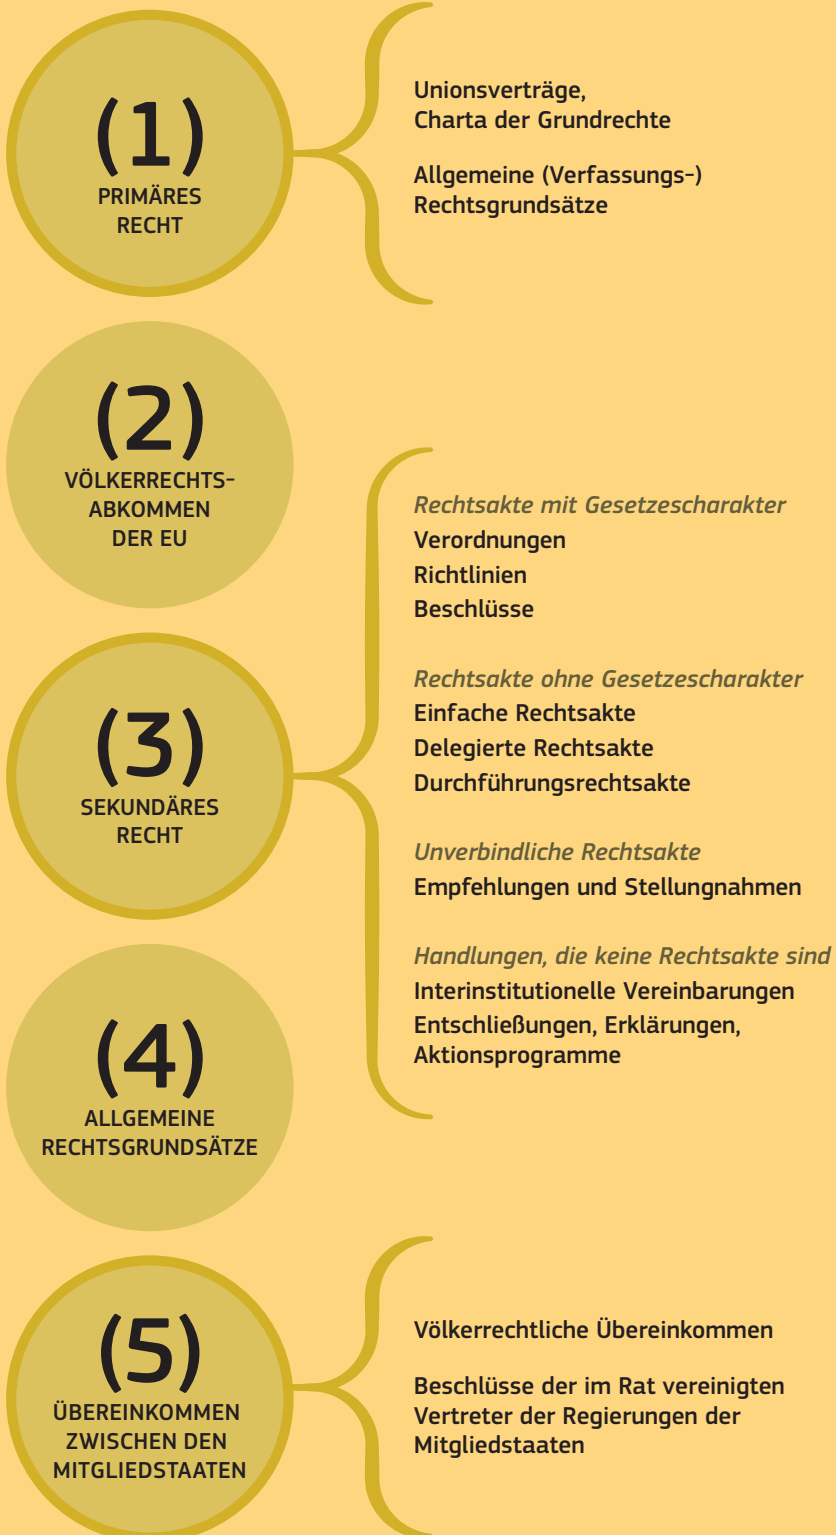 (1)
PRIMÄRES
RECHT
Unionsverträge,
Charta der Grundrechte
Allgemeine (Verfassungs-)
Rechtsgrundsätze
(2)
VÖLKERRECHTS-
ABKOMMEN
DER EU
(3)
SEKUNDÄRES
RECHT
Rechtsakte mit Gesetzescharakter
Verordnungen
Richtlinien
Beschlüsse
Rechtsakte ohne Gesetzescharakter
Einfache Rechtsakte
Delegierte Rechtsakte
Durchführungsrechtsakte
Unverbindliche Rechtsakte
Empfehlungen und Stellungnahmen
Handlungen, die keine Rechtsakte sind
Interinstitutionelle Vereinbarungen
Entschließungen, Erklärungen,
Aktionsprogramme
(4)
ALLGEMEINE
RECHTSGRUNDSÄTZE
(5)
ÜBEREINKOMMEN
ZWISCHEN DEN
MITGLIEDSTAATEN
Völkerrechtliche Übereinkommen
Beschlüsse der im Rat vereinigten
Vertreter der Regierungen der
Mitgliedstaaten